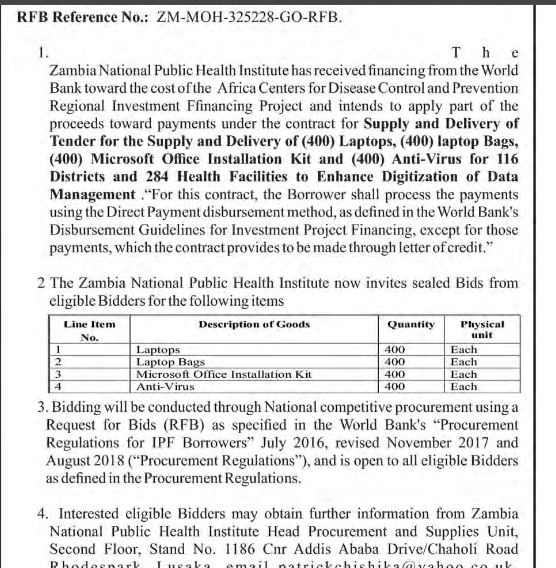 RFB Reference No.: ZM-MOH-325228-GO-RFB.
1. T h e
Zambia National Public Health Institute has received financing from the World
Bank toward the cost of the Africa Centers for Disease Control and Prevention
Regional Investment Ffinancing Project and intends to apply part of the
proceeds toward payments under the contract for Supply and Delivery of
Tender for the Supply and Delivery of (400) Laptops, (400) laptop Bags,
(400) Microsoft Office Installation Kit and (400) Anti-Virus for 116
Districts and 284 Health Facilities to Enhance Digitization of Data
Management .“For this contract, the Borrower shall process the payments
using the Direct Payment disbursement method, as defined in the World Bank's
Disbursement Guidelines for Investment Project Financing, except for those
payments, which the contract provides to be made through letter of credit.”
2 The Zambia National Public Health Institute now invites sealed Bids from
eligible Bidders for the following items
Line Item No. Description of Goods Quantity Physical unit
1 Laptops 400 Each
2 Laptop Bags 400 Each
3 Microsoft Office Installation Kit 400 Each
4 Anti-Virus 400 Each
3. Bidding will be conducted through National competitive procurement using a
Request for Bids (RFB) as specified in the World Bank's “Procurement
Regulations for IPF Borrowers” July 2016, revised November 2017 and
August 2018 (“Procurement Regulations”), and is open to all eligible Bidders
as defined in the Procurement Regulations.
4. Interested eligible Bidders may obtain further information from Zambia
National Public Health Institute Head Procurement and Supplies Unit,
Second Floor, Stand No. 1186 Cnr Addis Ababa Drive/Chaholi Road
Rhodespark, Lusaka, email patrickchishika@yahoo.co.uk